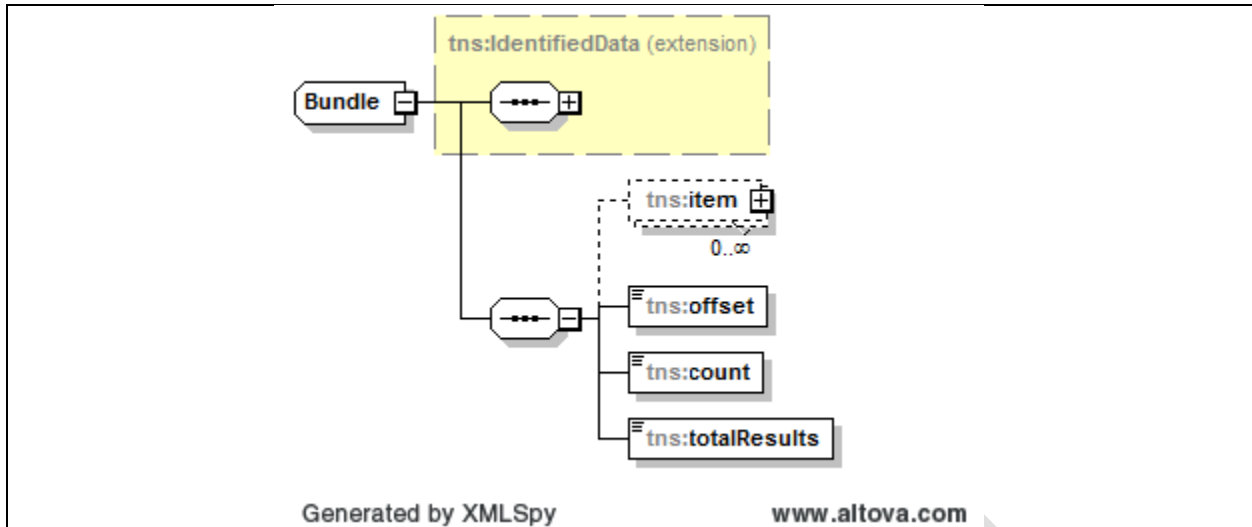 tns:IdentifiedData (extension)
Bundle
tns:item
0..∞
tns:offset
tns:count
tns:totalResults
Generated by XMLSpy www.altova.com